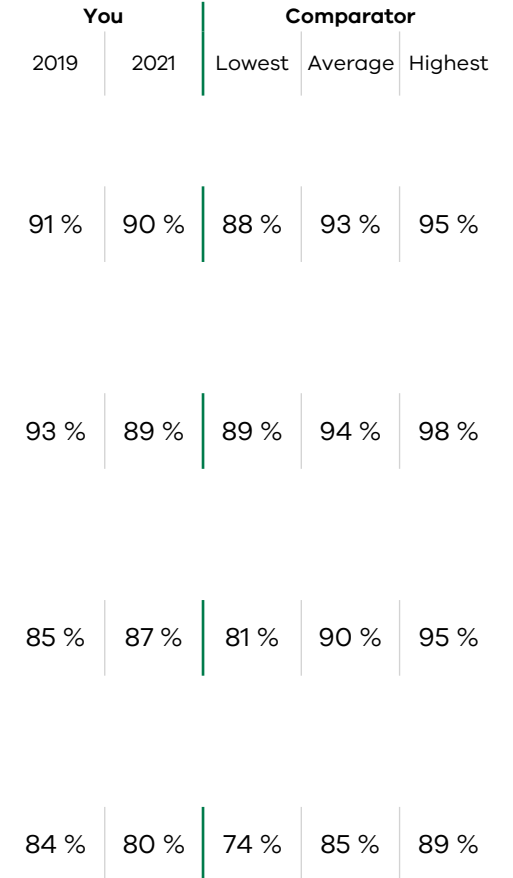 You Comparator
2019 2021 Lowest Average Highest
91 % 90 % 88 % 93 % 95 %
93 % 89 % 89 % 94 % 98 %
85 % 87 % 81 % 90 % 95 %
84 % 80 % 74 % 85 % 89 %